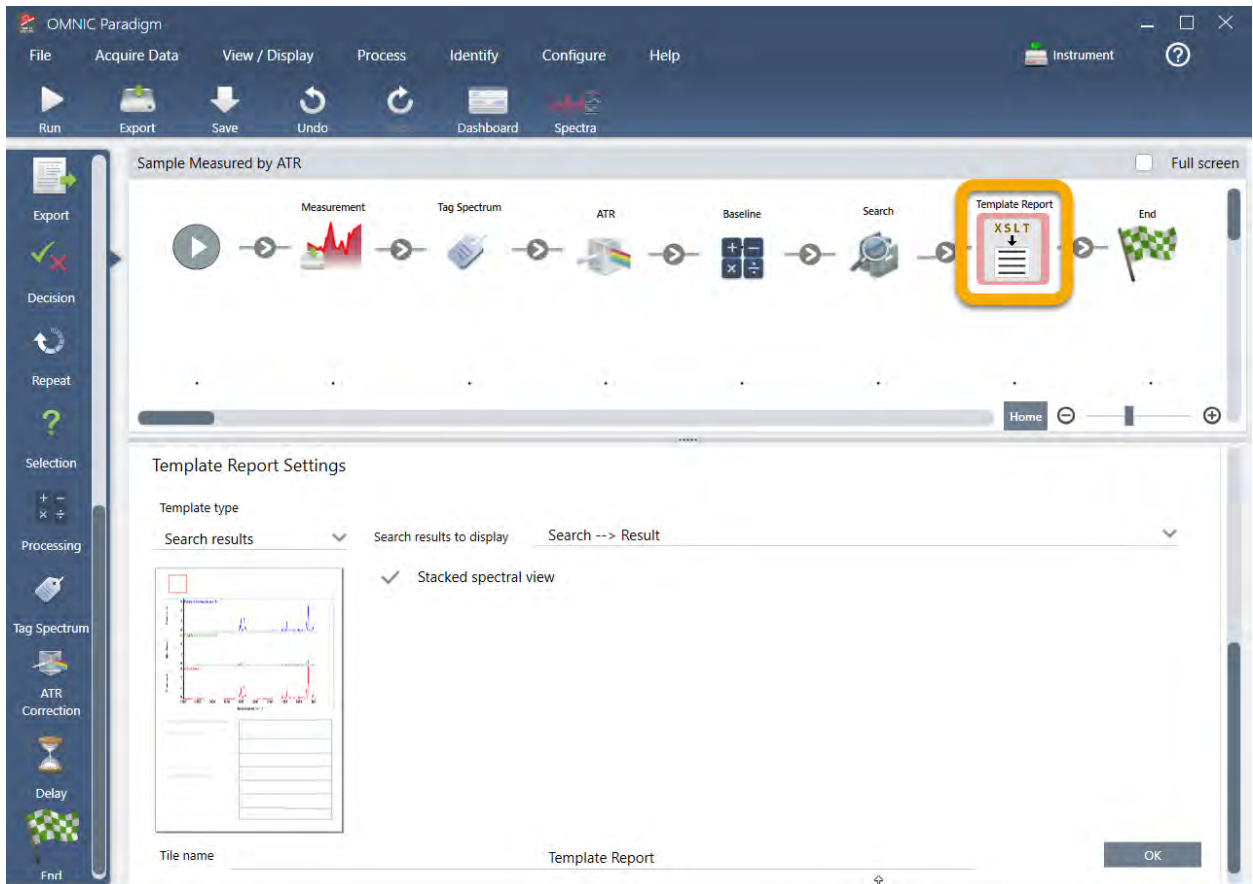 OMNIC Paradigm
File Acquire Data View / Display Process Identify Configure Help Instrument
Run Export Save Undo Dashboard Spectra
Sample Measured by ATR Full screen
Export
Decision
Repeat
Selection
Processing
Tag Spectrum
ATR
Correction
Delay
End
Measurement Tag Spectrum ATR Baseline Search Template Report End
XSLT
Home
Template Report Settings
Template type
Search results Search results to display Search --> Result
Stacked spectral view
Tile name Template Report OK